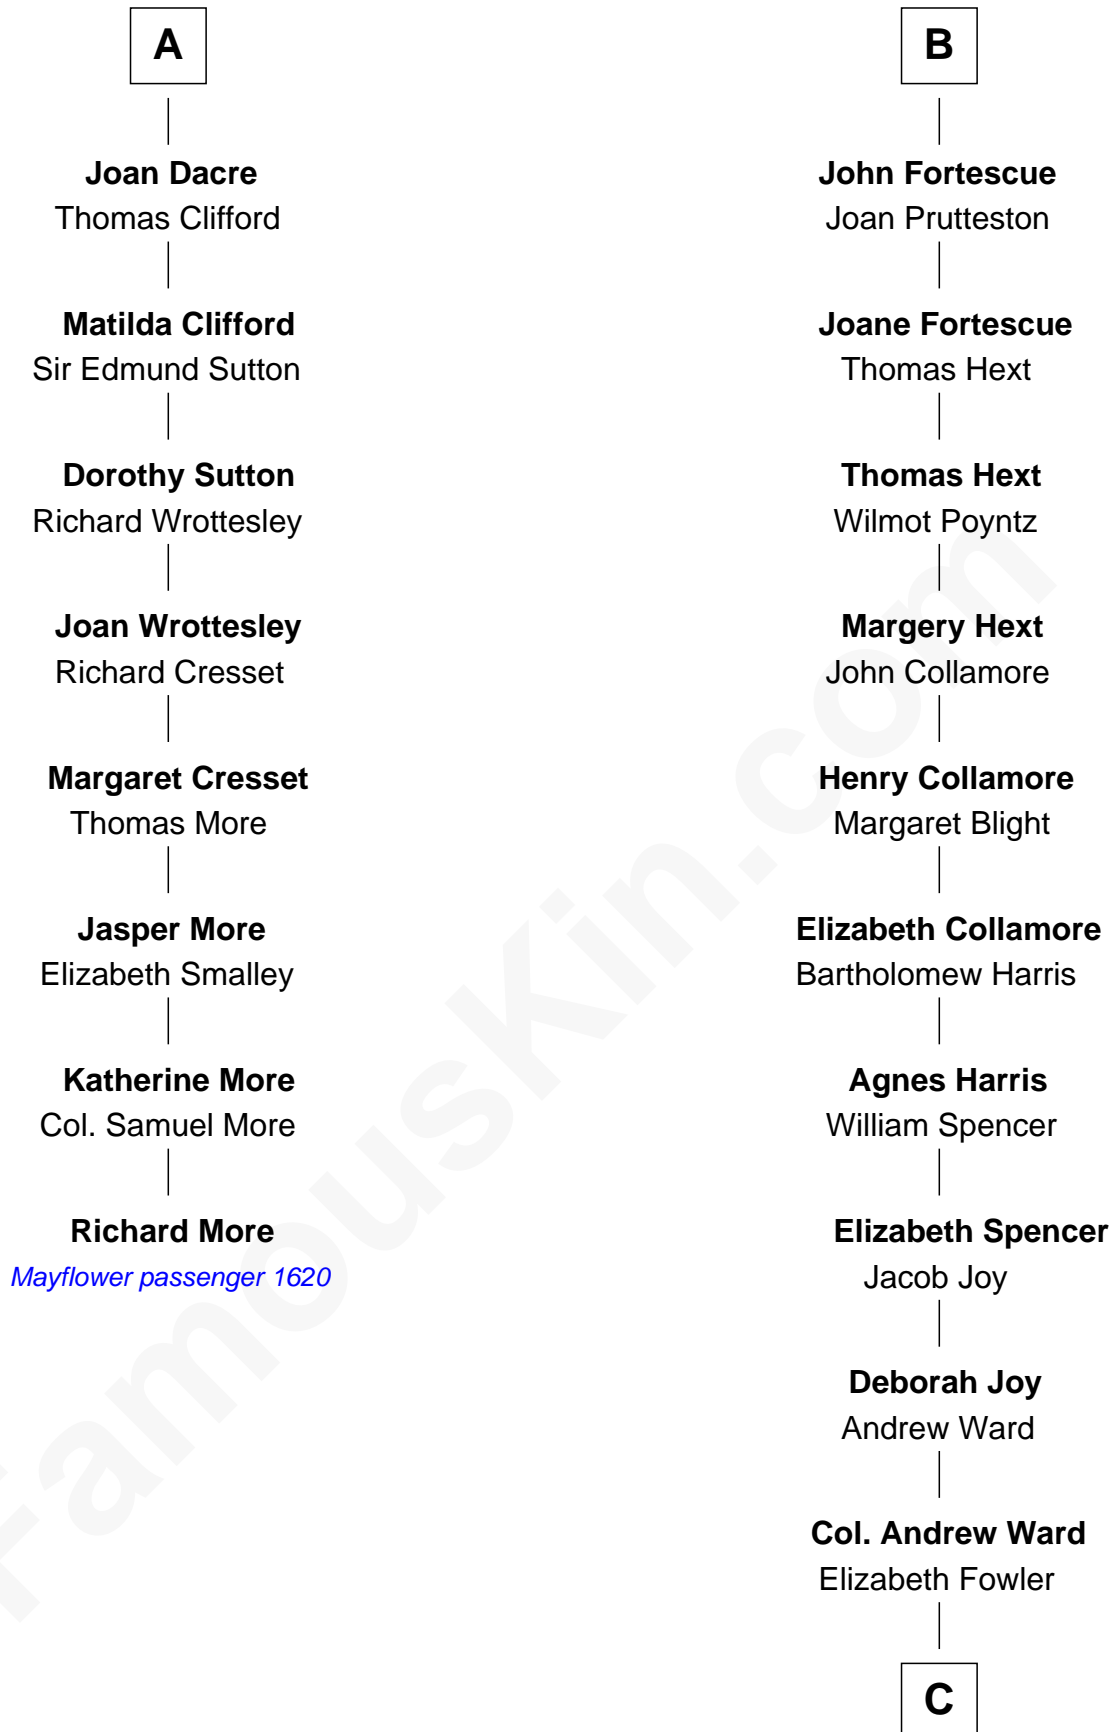 A
Joan Dacre
Thomas Clifford
Matilda Clifford
Sir Edmund Sutton
Dorothy Sutton
Richard Wrottesley
Joan Wrottesley
Richard Cresset
Margaret Cresset
Thomas More
Jasper More
Elizabeth Smalley
Katherine More
Col. Samuel More
Richard More
Mayflower passenger 1620
B
John Fortescue
Joan Prutteston
Joane Fortescue
Thomas Hext
Thomas Hext
Wilmot Poyntz
Margery Hext
John Collamore
Henry Collamore
Margaret Blight
Elizabeth Collamore
Bartholomew Harris
Agnes Harris
William Spencer
Elizabeth Spencer
Jacob Joy
Deborah Joy
Andrew Ward
Col. Andrew Ward
Elizabeth Fowler
C
FamousKin.com